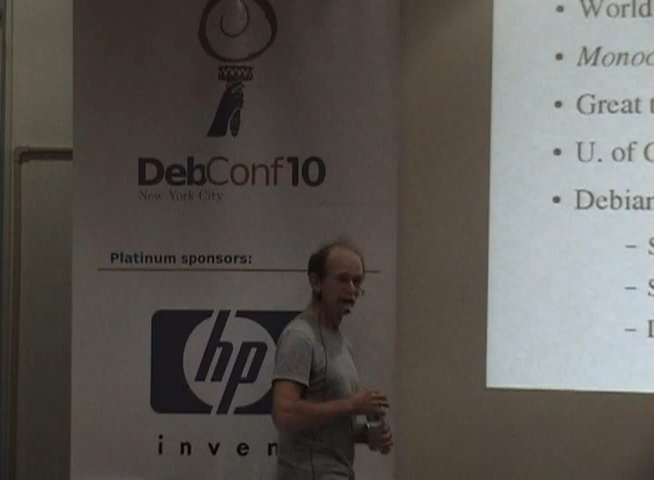 DebConf10
New York City
Platinum sponsors:
hp
inven
World
Monoc
Great t
U. of C
Debian
– S
– S